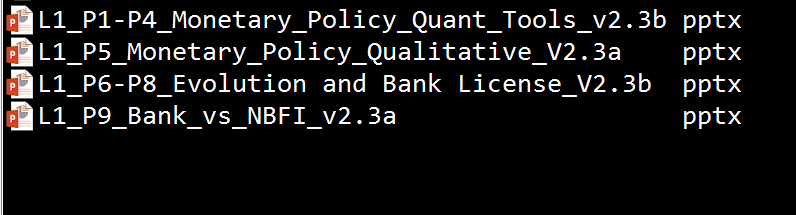 L1_P1-P4_Monetary_Policy_Quant_Tools_v2.3b pptx
L1_P5_Monetary_Policy_Qualitative_V2.3a pptx
L1_P6-P8_Evolution and Bank License_V2.3b pptx
L1_P9_Bank_vs_NBFI_v2.3a pptx